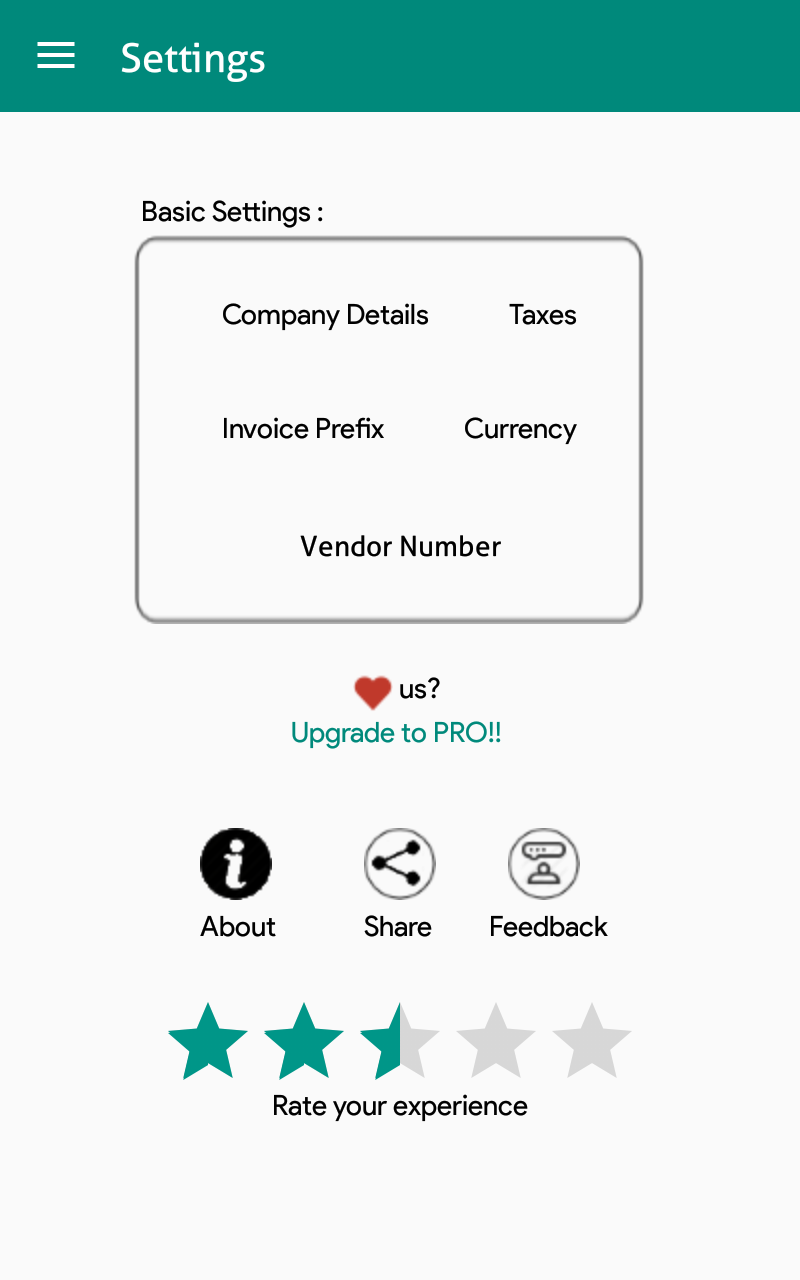 Settings
Basic Settings :
Company Details
Taxes
Invoice Prefix
Currency
Vendor Number
us?
Upgrade to PRO!!
About
Share
Feedback
Rate your experience